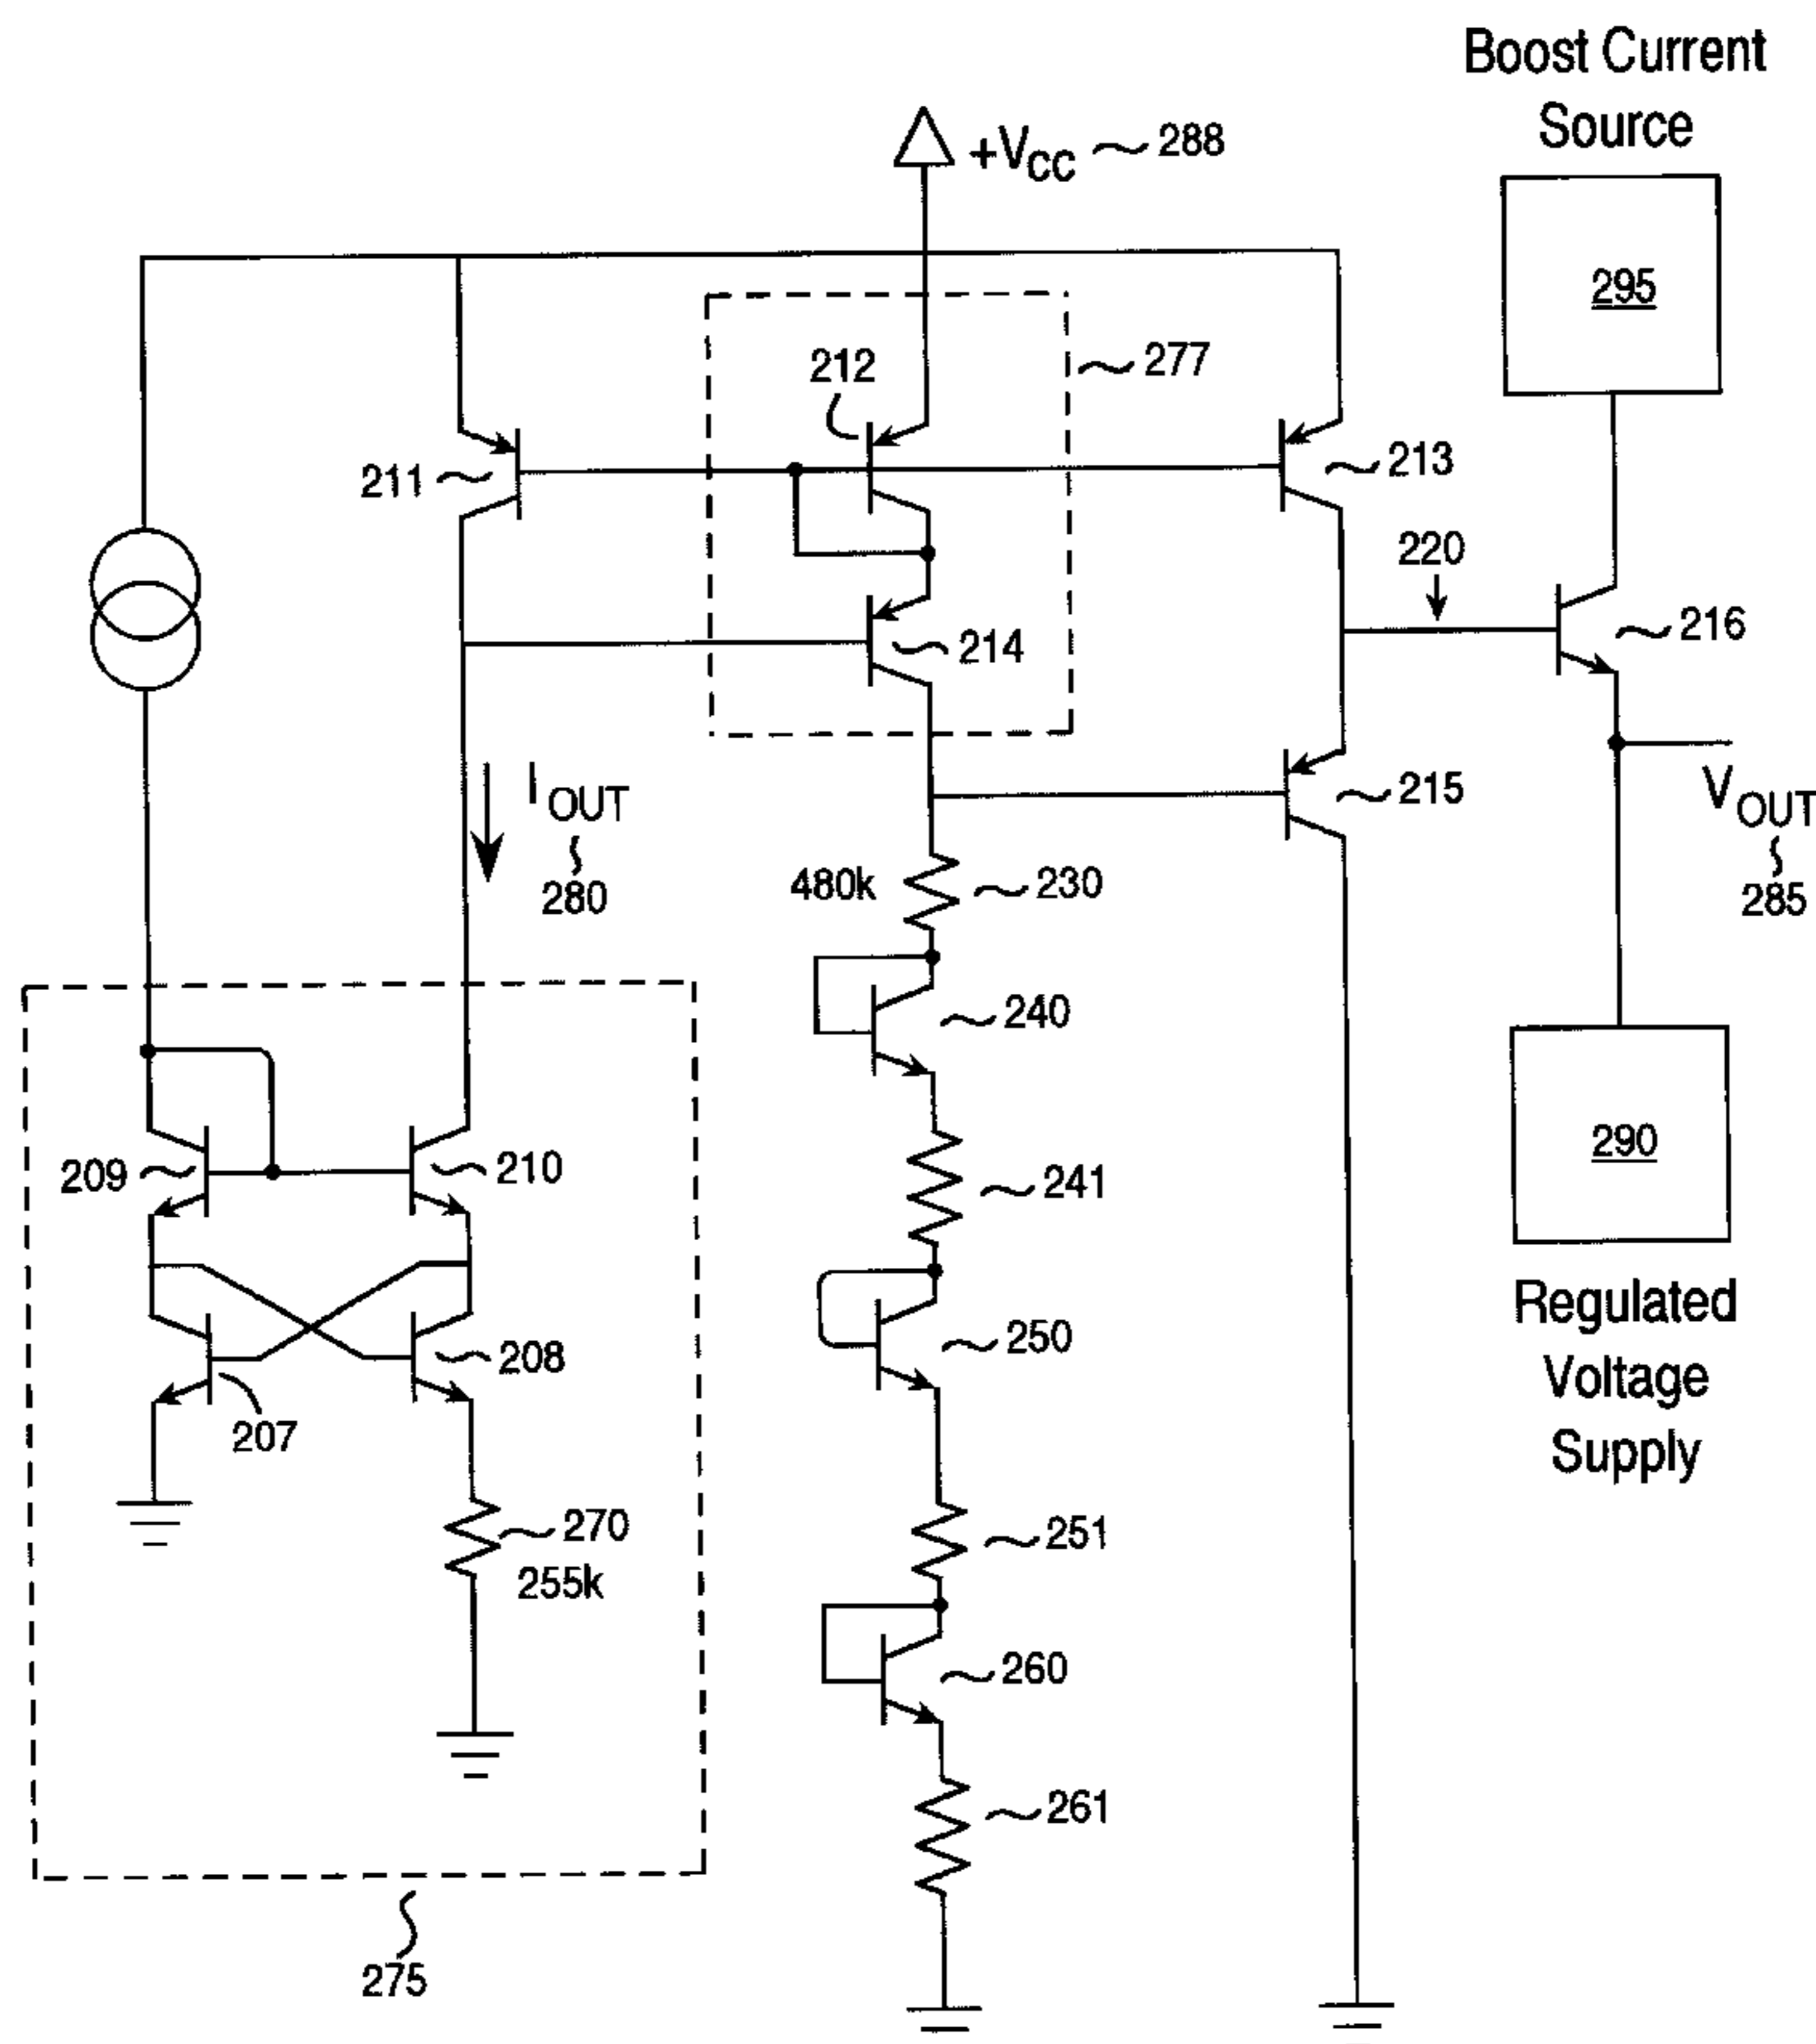 Boost Current
Source
+VCC 288
295
212
277
211
213
220
216
214
IOUT
280
215
VOUT
285
480k
230
240
241
290
209
210
Regulated
Voltage
Supply
250
208
207
270
255k
251
260
261
275